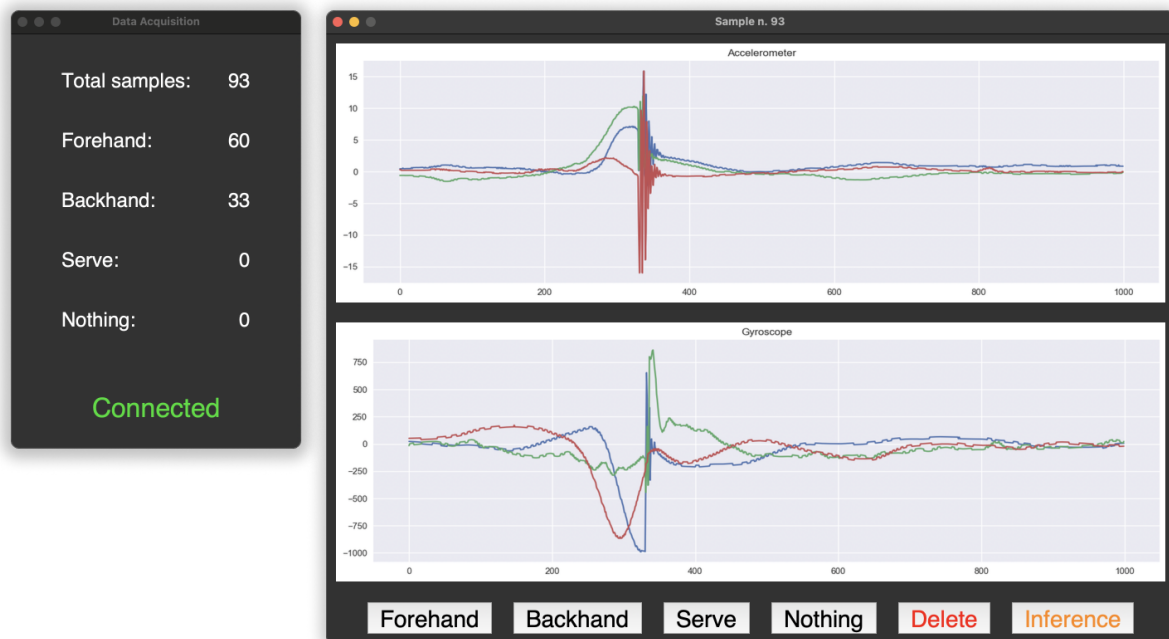 Data Acquisition
Total samples: 93
Forehand: 60
Backhand: 33
Serve: 0
Nothing: 0
Connected
Sample n. 93
Accelerometer
15
10
5
0
−5
−10
−15
0 200 400 600 800 1000
Gyroscope
750
500
250
0
−250
−500
−750
−1000
0 200 400 600 800 1000
Forehand Backhand Serve Nothing Delete Inference